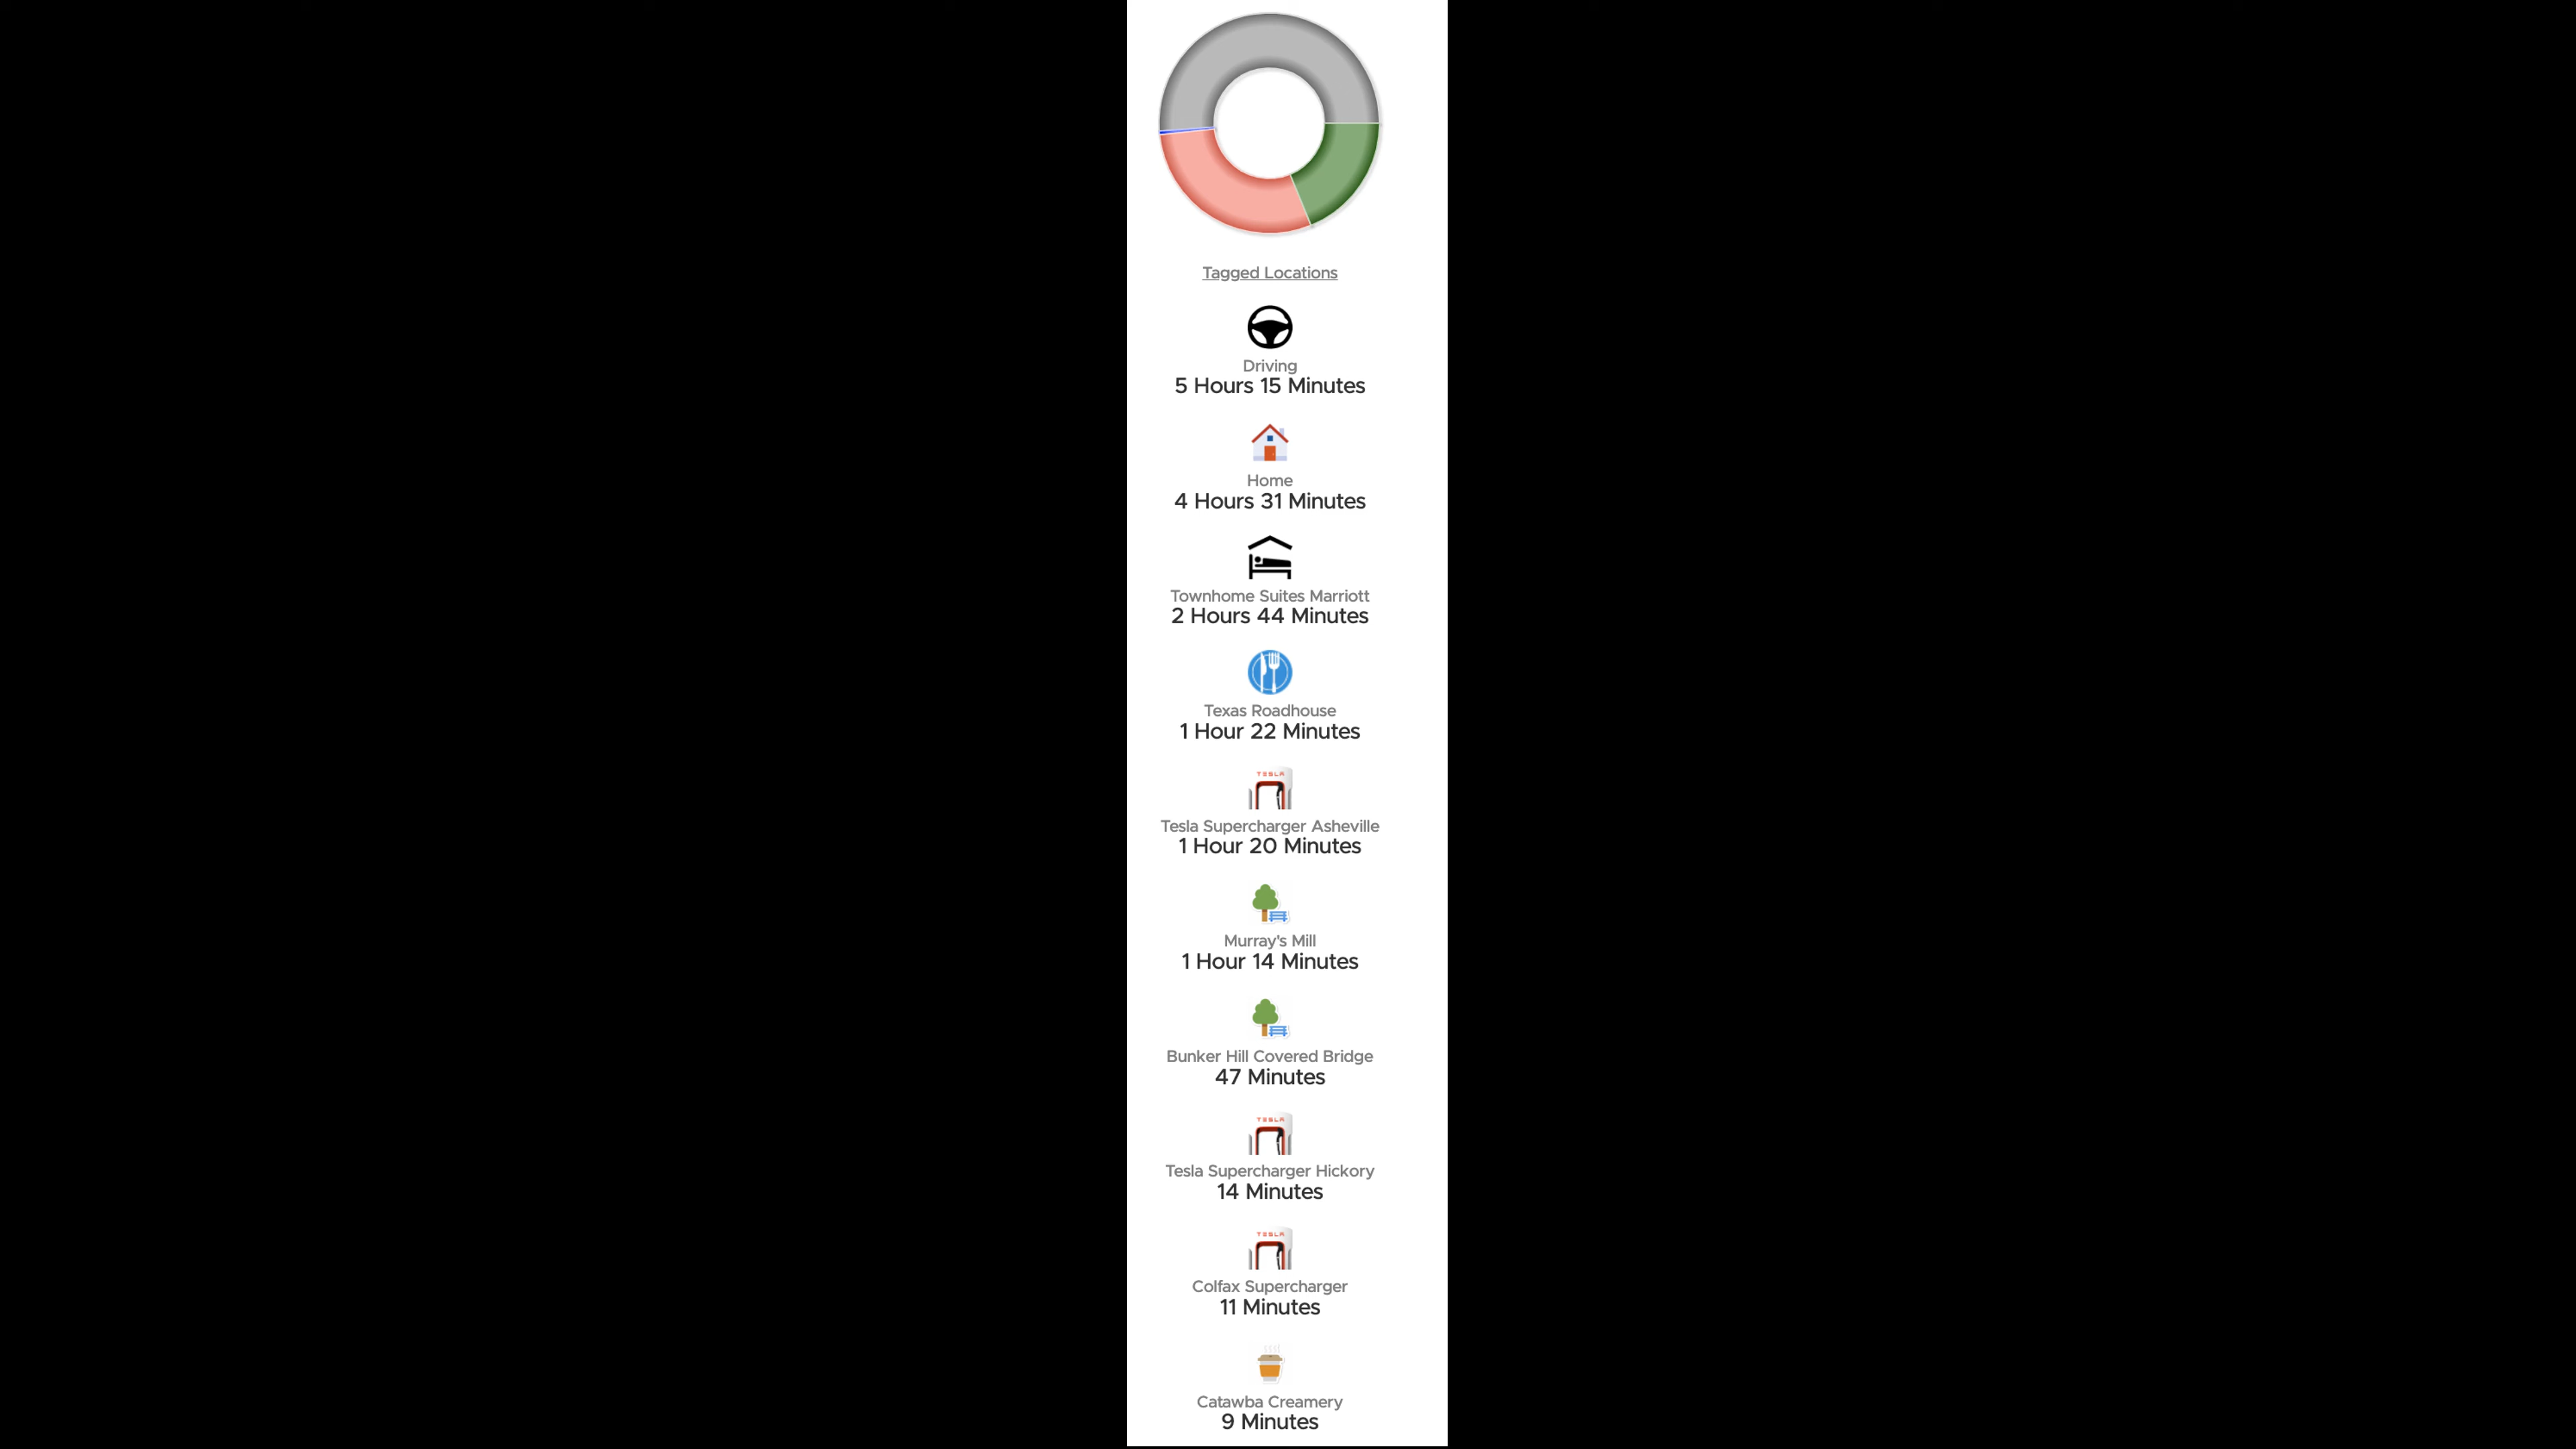 Tagged Locations
Driving
5 Hours 15 Minutes
Home
4 Hours 31 Minutes
Townhome Suites Marriott
2 Hours 44 Minutes
Texas Roadhouse
1 Hour 22 Minutes
TESLA
Tesla Supercharger Asheville
1 Hour 20 Minutes
Murray's Mill
1 Hour 14 Minutes
Bunker Hill Covered Bridge
47 Minutes
TESLA
Tesla Supercharger Hickory
14 Minutes
TESLA
Colfax Supercharger
11 Minutes
Catawba Creamery
9 Minutes